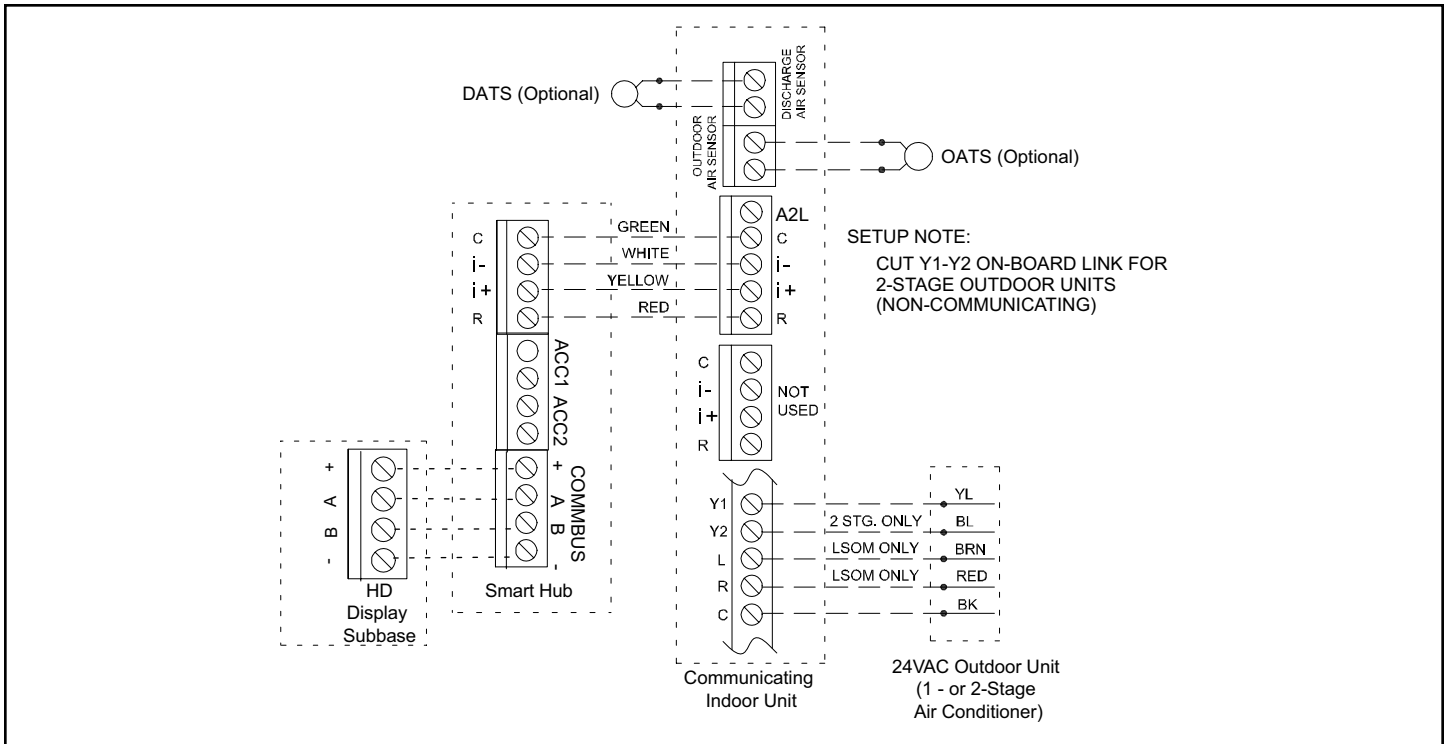 DISCHARGE
AIR SENSOR
DATS (Optional)
OUTDOOR
AIR SENSOR
OATS (Optional)
A2L
C GREEN C
i- WHITE i-
i+ YELLOW i+
R RED R
SETUP NOTE:
CUT Y1-Y2 ON-BOARD LINK FOR
2-STAGE OUTDOOR UNITS
(NON-COMMUNICATING)
ACC1
ACC2
C
i-
i+
R
NOT
USED
+ A B -
HD
Display
Subbase
+ A B -
COMMBUS
Smart Hub
Y1 YL
Y2 2 STG. ONLY BL
L LSOM ONLY BRN
R LSOM ONLY RED
C BK
Communicating
Indoor Unit
24VAC Outdoor Unit
(1 - or 2-Stage
Air Conditioner)